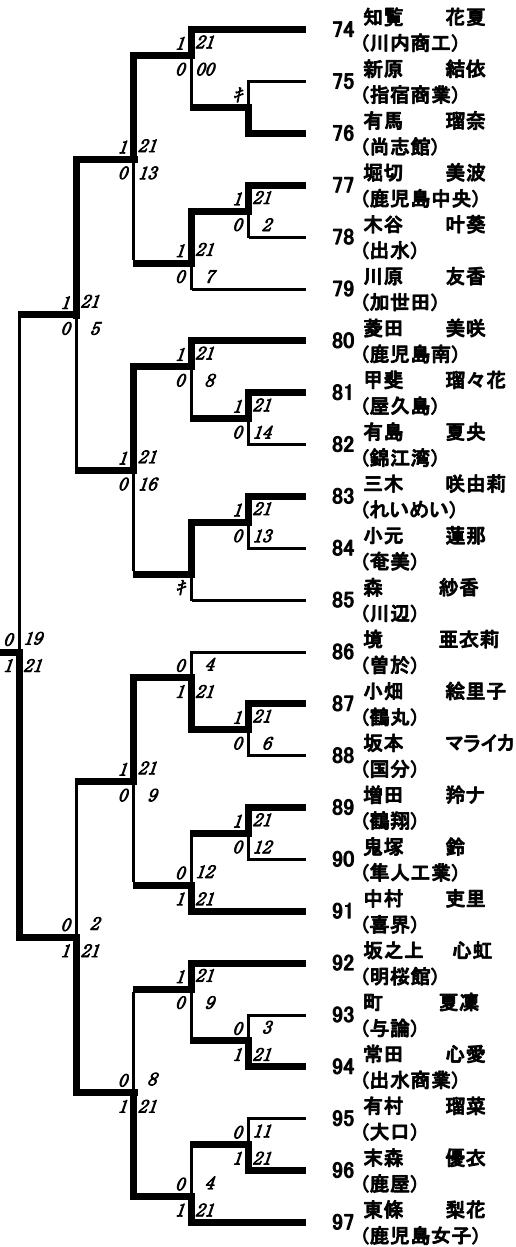 74 知覧 花夏
(川内商工)
1 21
0 00
75 新原 結依
(指宿商業)
キ
76 有馬 瑠奈
(尚志館)
1 21
0 13
77 堀切 美波
(鹿児島中央)
1 21
0 2
78 木谷 叶葵
(出水)
1 21
0 7
79 川原 友香
(加世田)
1 21
0 5
80 菱田 美咲
(鹿児島南)
1 21
0 8
81 甲斐 瑠々花
(屋久島)
1 21
0 14
82 有島 夏央
(錦江湾)
1 21
0 16
83 三木 咲由莉
(れいめい)
1 21
0 13
84 小元 蓮那
(奄美)
キ
85 森 紗香
(川辺)
0 19
1 21
86 境 亜衣莉
(曽於)
0 4
1 21
87 小畑 絵里子
(鶴丸)
1 21
0 6
88 坂本 マライカ
(国分)
1 21
0 9
89 増田 羚ナ
(鶴翔)
1 21
0 12
90 鬼塚 鈴
(隼人工業)
0 12
1 21
91 中村 吏里
(喜界)
0 2
1 21
92 坂之上 心虹
(明桜館)
1 21
0 9
93 町 夏凜
(与論)
0 3
1 21
94 常田 心愛
(出水商業)
0 8
1 21
95 有村 瑠菜
(大口)
0 11
1 21
96 末森 優衣
(鹿屋)
0 4
1 21
97 東條 梨花
(鹿児島女子)